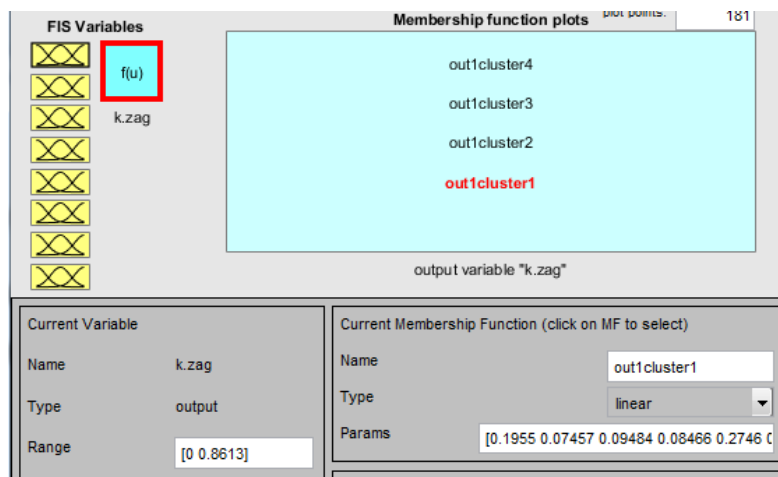 FIS Variables
f(u)
k.zag
Membership function plots
plot points:
181
out1cluster4
out1cluster3
out1cluster2
out1cluster1
output variable "k.zag"
Current Variable
Name k.zag
Type output
Range [0 0.8613]
Current Membership Function (click on MF to select)
Name out1cluster1
Type linear
Params [0.1955 0.07457 0.09484 0.08466 0.2746